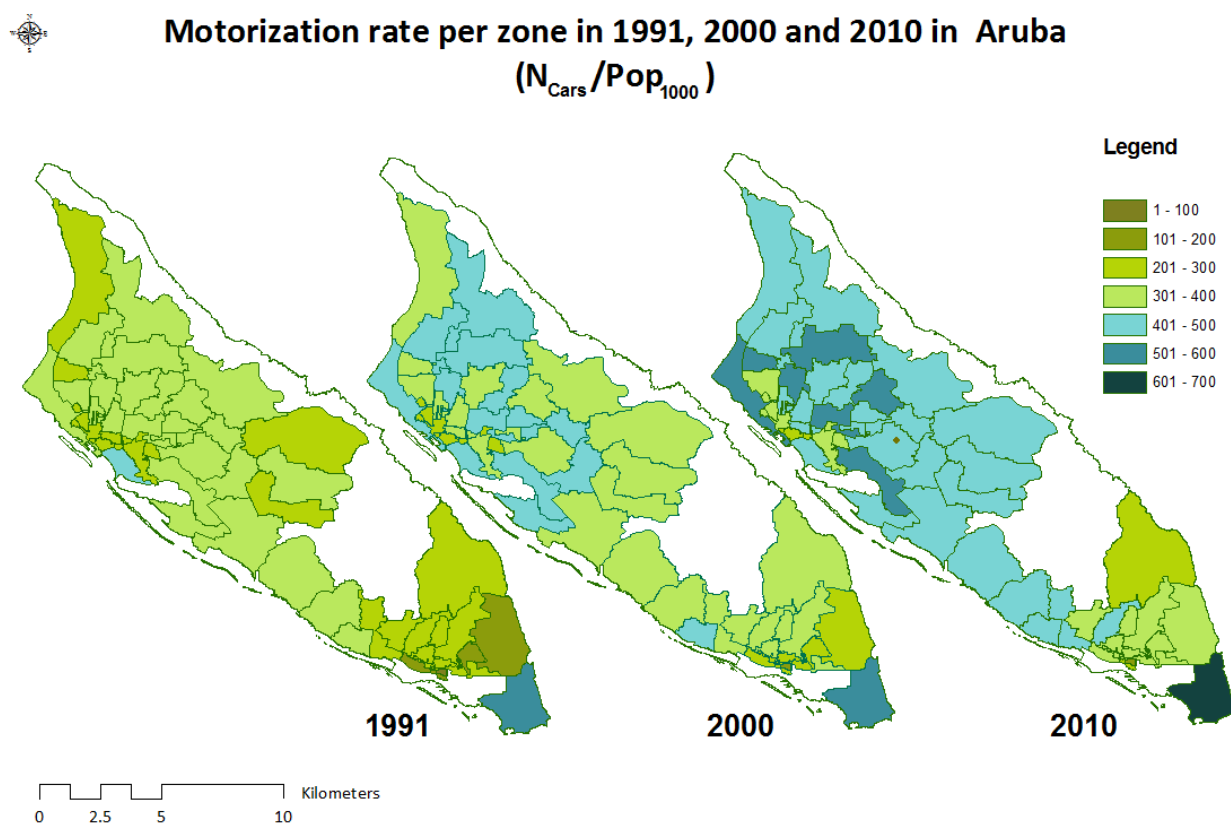 N
W E
S
Motorization rate per zone in 1991, 2000 and 2010 in Aruba
(NCars/Pop1000 )
Legend
1 - 100
101 - 200
201 - 300
301 - 400
401 - 500
501 - 600
601 - 700
1991
2000
2010
Kilometers
0 2.5 5 10